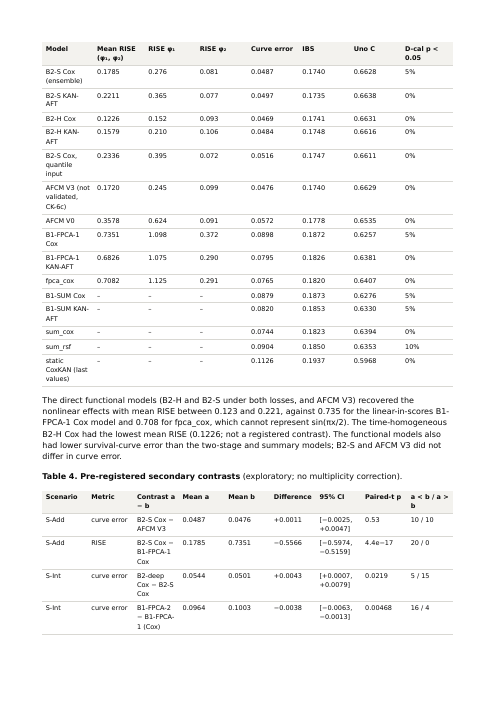 Model Mean RISE (φ₁, φ₂) RISE φ₁ RISE φ₂ Curve error IBS Uno C D-cal p < 0.05
B2-S Cox (ensemble) 0.1785 0.276 0.081 0.0487 0.1740 0.6628 5%
B2-S KAN-AFT 0.2211 0.365 0.077 0.0497 0.1735 0.6638 0%
B2-H Cox 0.1226 0.152 0.093 0.0469 0.1741 0.6631 0%
B2-H KAN-AFT 0.1579 0.210 0.106 0.0484 0.1748 0.6616 0%
B2-S Cox, quantile input 0.2336 0.395 0.072 0.0516 0.1747 0.6611 0%
AFCM V3 (not validated, CK-6c) 0.1720 0.245 0.099 0.0476 0.1740 0.6629 0%
AFCM V0 0.3578 0.624 0.091 0.0572 0.1778 0.6535 0%
B1-FPCA-1 Cox 0.7351 1.098 0.372 0.0898 0.1872 0.6257 5%
B1-FPCA-1 KAN-AFT 0.6826 1.075 0.290 0.0795 0.1826 0.6381 0%
fpca_cox 0.7082 1.125 0.291 0.0765 0.1820 0.6407 0%
B1-SUM Cox – – – 0.0879 0.1873 0.6276 5%
B1-SUM KAN-AFT – – – 0.0820 0.1853 0.6330 5%
sum_cox – – – 0.0744 0.1823 0.6394 0%
sum_rsf – – – 0.0904 0.1850 0.6353 10%
static CoxKAN (last values) – – – 0.1126 0.1937 0.5968 0%
The direct functional models (B2-H and B2-S under both losses, and AFCM V3) recovered the
nonlinear effects with mean RISE between 0.123 and 0.221, against 0.735 for the linear-in-scores B1-
FPCA-1 Cox model and 0.708 for fpca_cox, which cannot represent sin(πx/2). The time-homogeneous
B2-H Cox had the lowest mean RISE (0.1226; not a registered contrast). The functional models also
had lower survival-curve error than the two-stage and summary models; B2-S and AFCM V3 did not
differ in curve error.
Table 4. Pre-registered secondary contrasts (exploratory; no multiplicity correction).
Scenario Metric Contrast a − b Mean a Mean b Difference 95% CI Paired-t p a < b / a > b
S-Add curve error B2-S Cox − AFCM V3 0.0487 0.0476 +0.0011 [−0.0025, +0.0047] 0.53 10 / 10
S-Add RISE B2-S Cox − B1-FPCA-1 Cox 0.1785 0.7351 −0.5566 [−0.5974, −0.5159] 4.4e−17 20 / 0
S-Int curve error B2-deep Cox − B2-S Cox 0.0544 0.0501 +0.0043 [+0.0007, +0.0079] 0.0219 5 / 15
S-Int curve error B1-FPCA-2 − B1-FPCA-1 (Cox) 0.0964 0.1003 −0.0038 [−0.0063, −0.0013] 0.00468 16 / 4